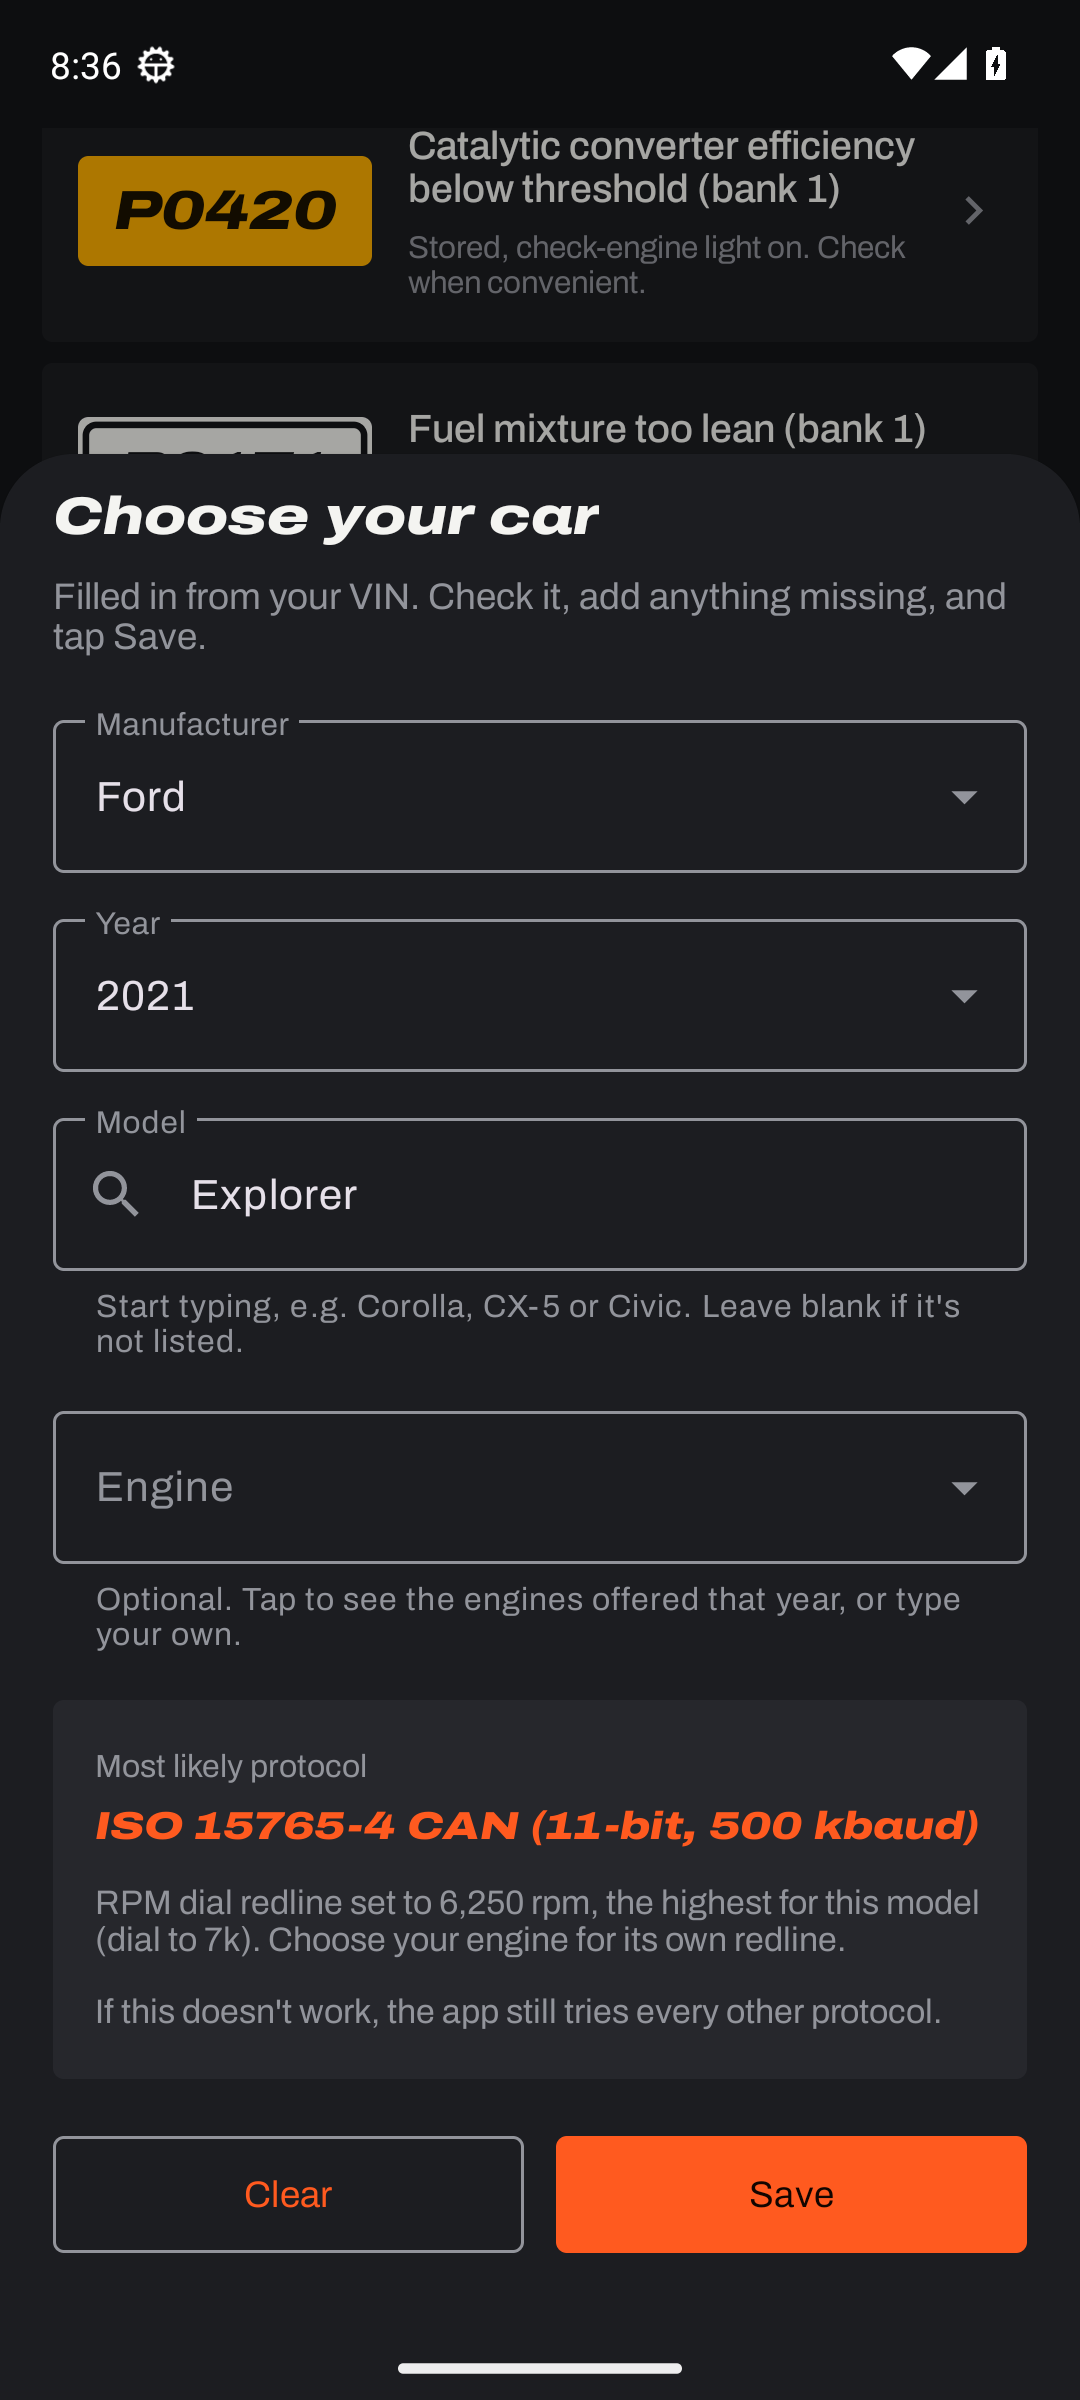 8:36
P0420
Catalytic converter efficiency
below threshold (bank 1)
Stored, check-engine light on. Check
when convenient.
Fuel mixture too lean (bank 1)
Choose your car
Filled in from your VIN. Check it, add anything missing, and
tap Save.
Manufacturer
Ford
Year
2021
Model
Explorer
Start typing, e.g. Corolla, CX-5 or Civic. Leave blank if it's
not listed.
Engine
Optional. Tap to see the engines offered that year, or type
your own.
Most likely protocol
ISO 15765-4 CAN (11-bit, 500 kbaud)
RPM dial redline set to 6,250 rpm, the highest for this model
(dial to 7k). Choose your engine for its own redline.
If this doesn't work, the app still tries every other protocol.
Clear
Save